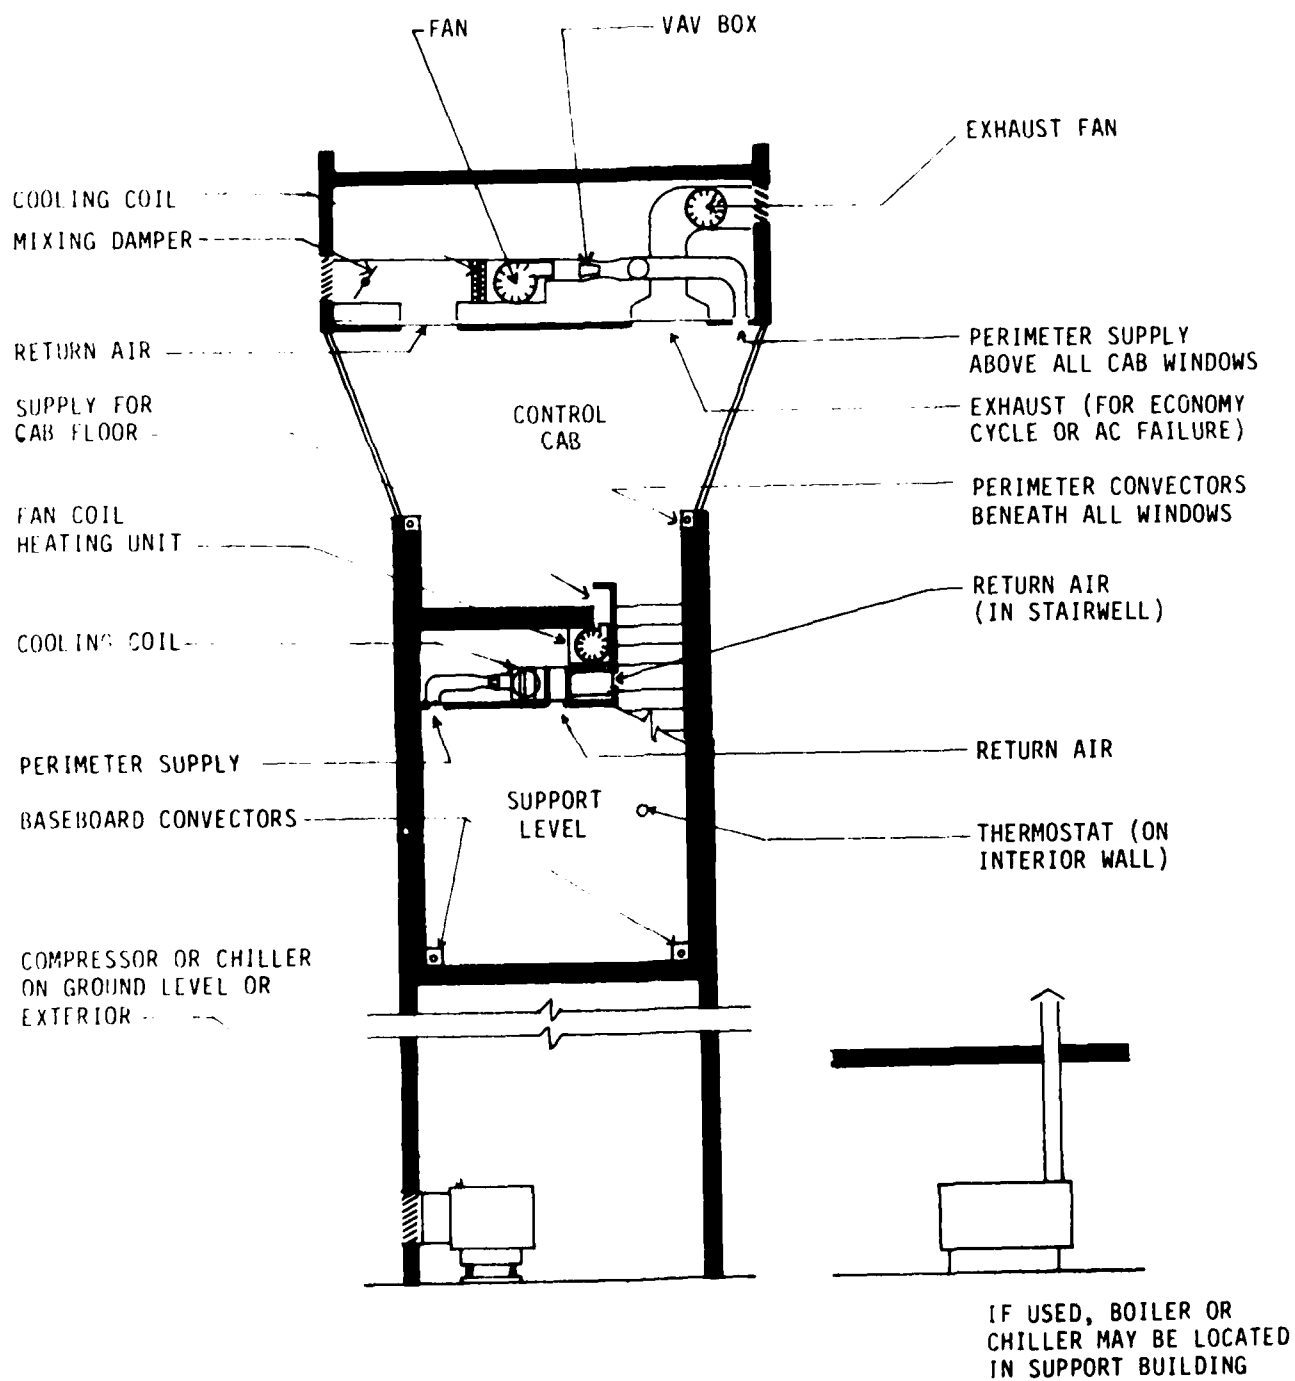 FAN
VAV BOX
EXHAUST FAN
COOLING COIL
MIXING DAMPER
RETURN AIR
SUPPLY FOR
CAB FLOOR
FAN COIL
HEATING UNIT
COOLING COIL
PERIMETER SUPPLY
BASEBOARD CONVECTORS
COMPRESSOR OR CHILLER
ON GROUND LEVEL OR
EXTERIOR
CONTROL
CAB
SUPPORT
LEVEL
PERIMETER SUPPLY
ABOVE ALL CAB WINDOWS
EXHAUST (FOR ECONOMY
CYCLE OR AC FAILURE)
PERIMETER CONVECTORS
BENEATH ALL WINDOWS
RETURN AIR
(IN STAIRWELL)
RETURN AIR
THERMOSTAT (ON
INTERIOR WALL)
IF USED, BOILER OR
CHILLER MAY BE LOCATED
IN SUPPORT BUILDING